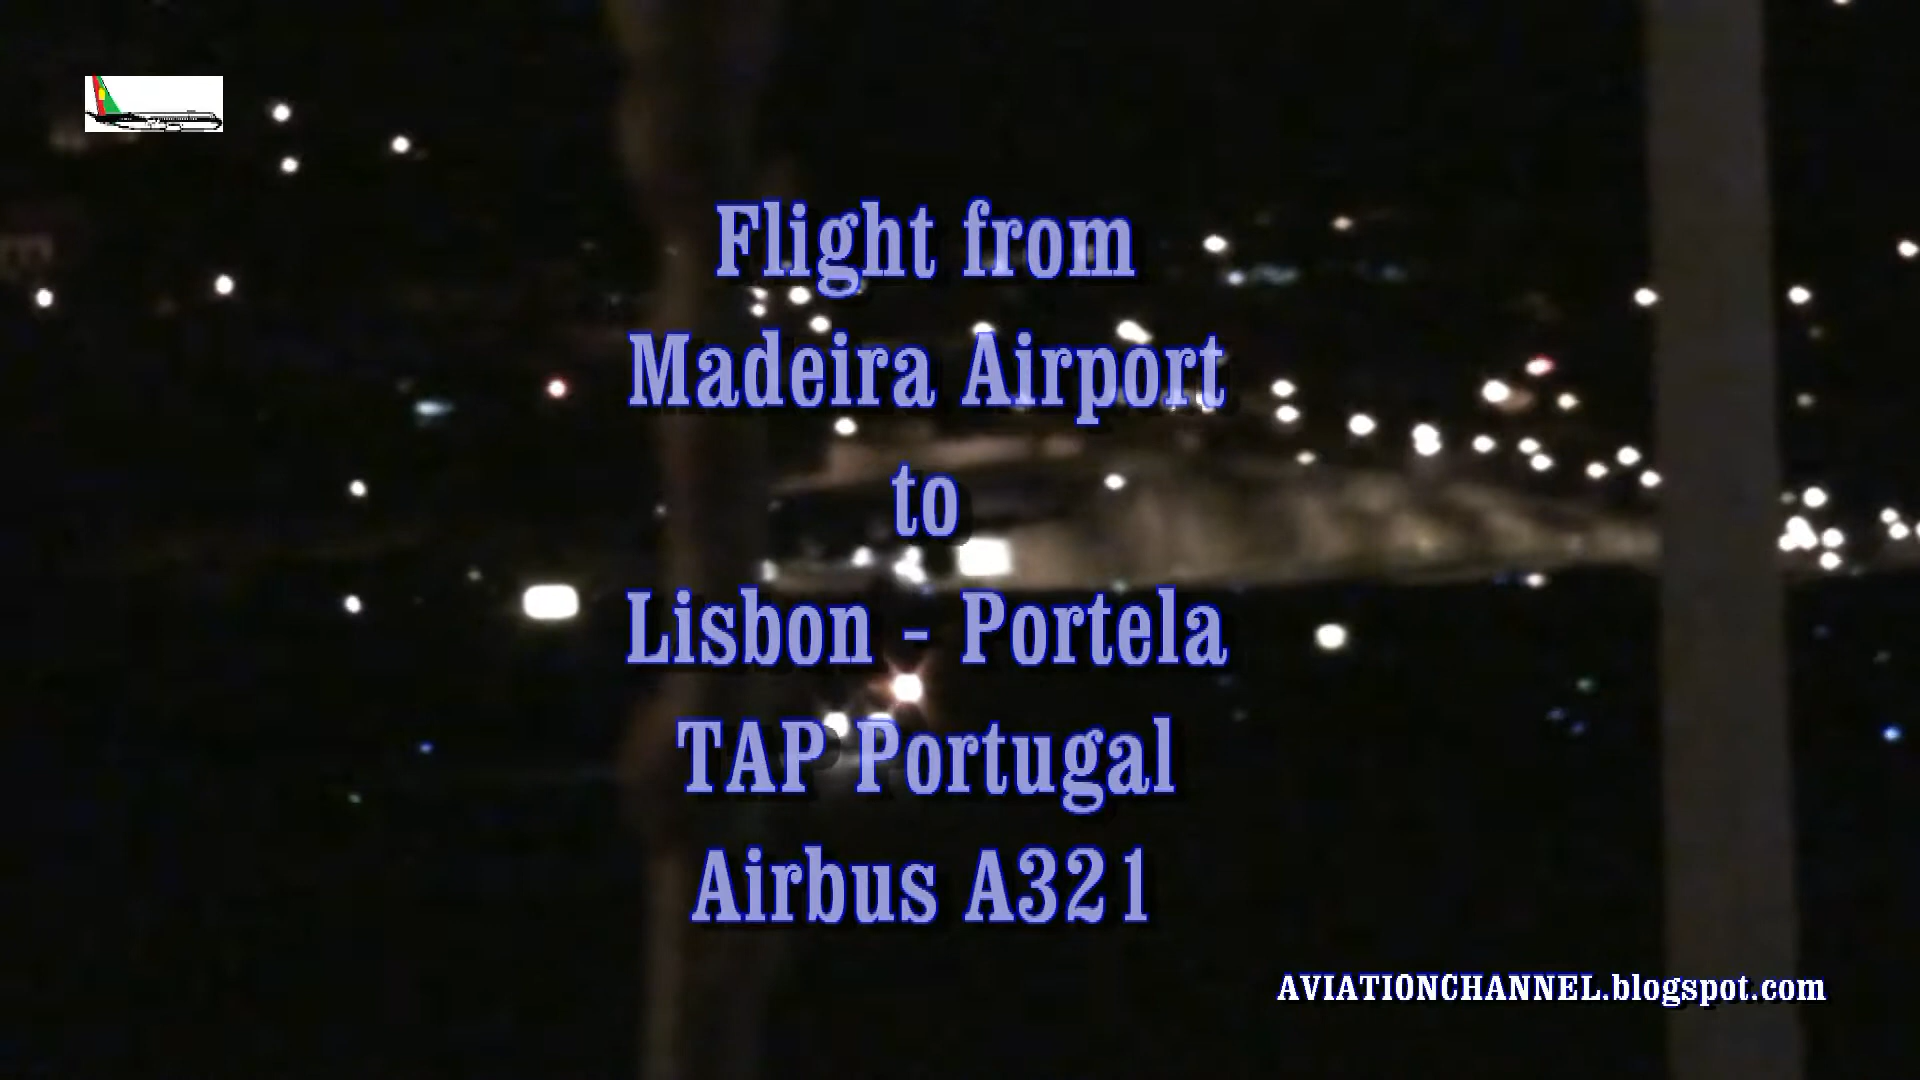 Flight from
Madeira Airport
to
Lisbon - Portela
TAP Portugal
Airbus A321
AVIATIONCHANNEL.blogspot.com